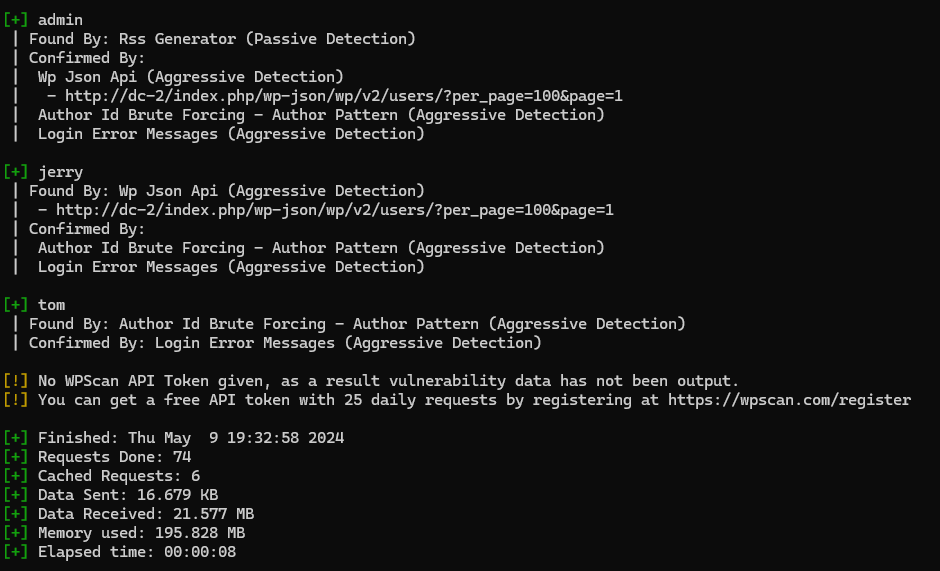 [+] admin
 | Found By: Rss Generator (Passive Detection)
 | Confirmed By:
 |  Wp Json Api (Aggressive Detection)
 |   - http://dc-2/index.php/wp-json/wp/v2/users/?per_page=100&page=1
 |  Author Id Brute Forcing - Author Pattern (Aggressive Detection)
 |  Login Error Messages (Aggressive Detection)

[+] jerry
 | Found By: Wp Json Api (Aggressive Detection)
 |  - http://dc-2/index.php/wp-json/wp/v2/users/?per_page=100&page=1
 | Confirmed By:
 |  Author Id Brute Forcing - Author Pattern (Aggressive Detection)
 |  Login Error Messages (Aggressive Detection)

[+] tom
 | Found By: Author Id Brute Forcing - Author Pattern (Aggressive Detection)
 | Confirmed By: Login Error Messages (Aggressive Detection)

[!] No WPScan API Token given, as a result vulnerability data has not been output.
[!] You can get a free API token with 25 daily requests by registering at https://wpscan.com/register

[+] Finished: Thu May  9 19:32:58 2024
[+] Requests Done: 74
[+] Cached Requests: 6
[+] Data Sent: 16.679 KB
[+] Data Received: 21.577 MB
[+] Memory used: 195.828 MB
[+] Elapsed time: 00:00:08